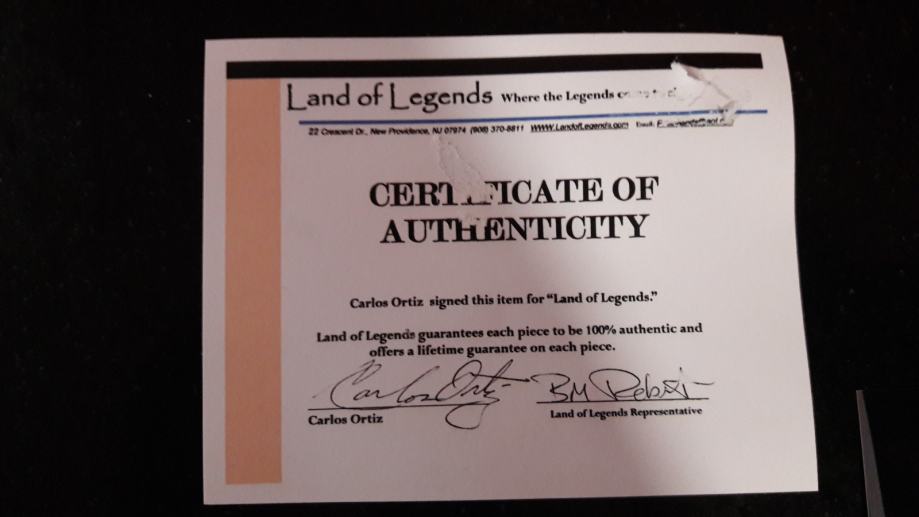 Land of Legends Where the Legends
22 Crescent Dr., New Providence, NJ 07974 (908) 370-8811 WWW.LandofLegends.com Email:
CERTIFICATE OF
AUTHENTICITY
Carlos Ortiz signed this item for “Land of Legends.”
Land of Legends guarantees each piece to be 100% authentic and
offers a lifetime guarantee on each piece.
Carlos Ortiz BM
Carlos Ortiz Land of Legends Representative